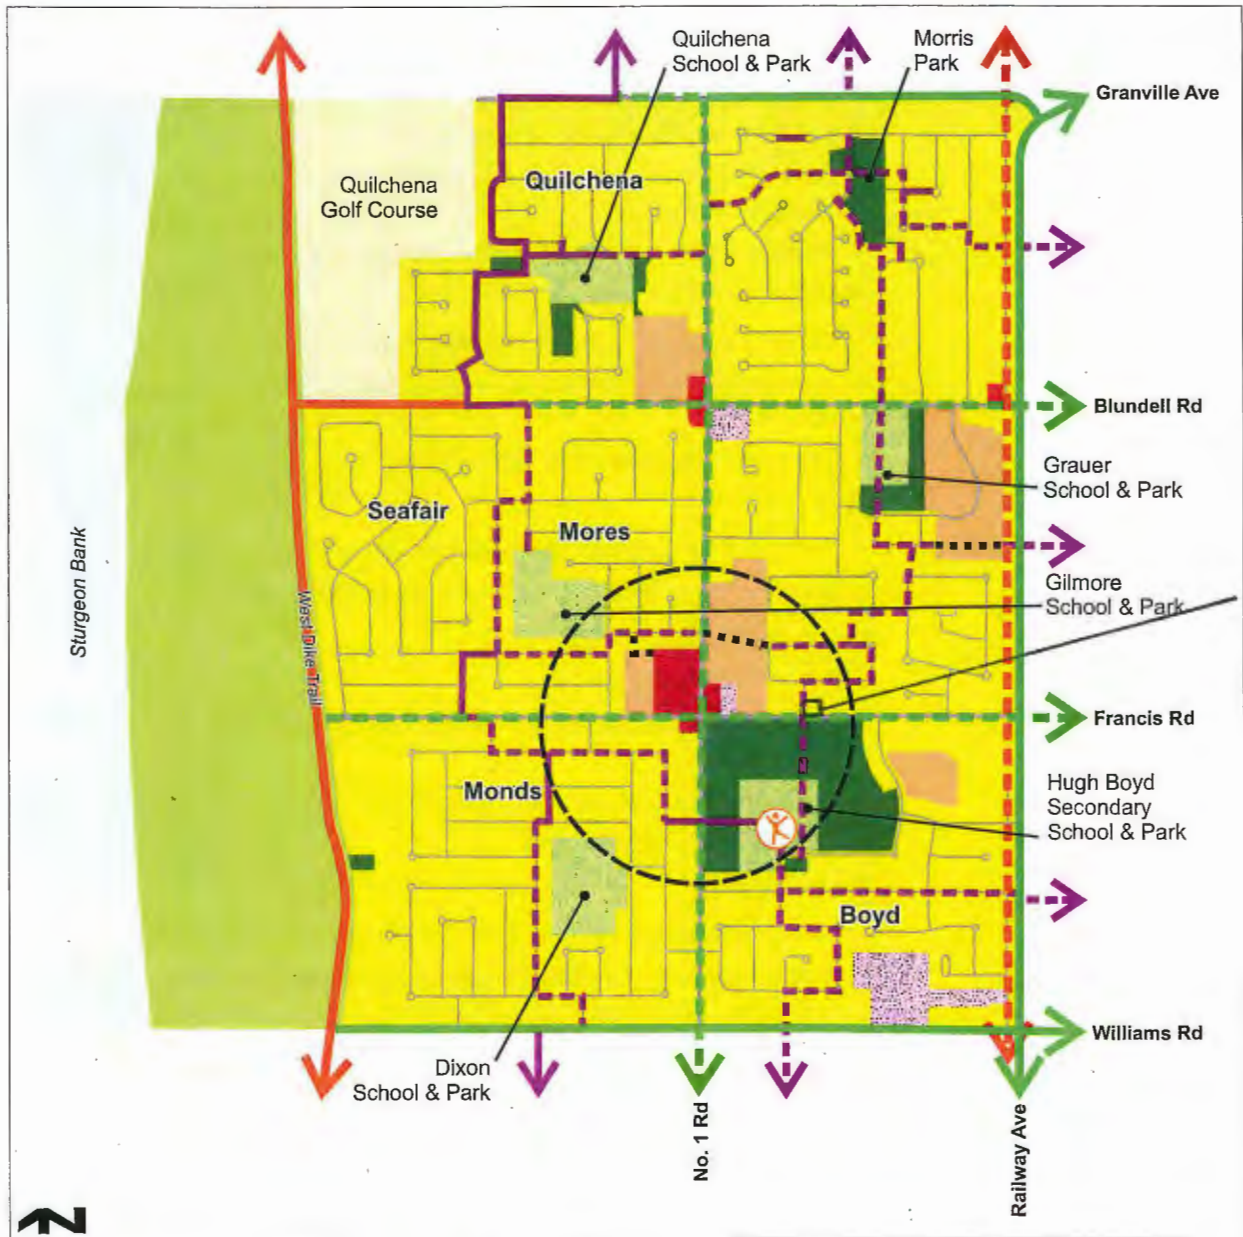 Quilchena
School & Park
Morris
Park
Granville Ave
Quilchena
Golf Course
Quilchena
Blundell Rd
Grauer
School & Park
Seafair
Mores
Sturgeon Bank
West Dike Trail
Gilmore
School & Park
Francis Rd
Monds
Hugh Boyd
Secondary
School & Park
Boyd
Williams Rd
Dixon
School & Park
No. 1 Rd
Railway Ave
N